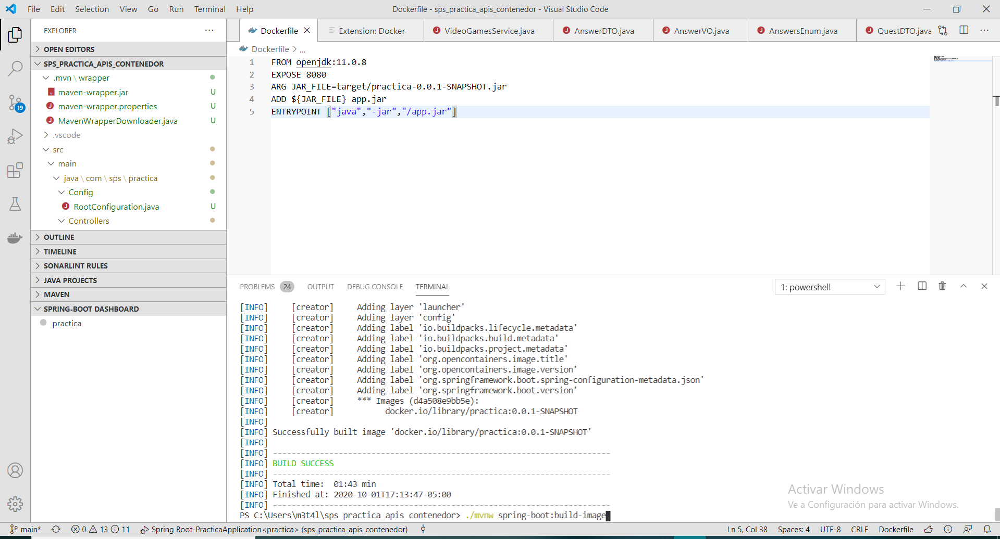 File Edit Selection View Go Run Terminal Help
Dockerfile - sps_practica_apis_contenedor - Visual Studio Code
EXPLORER ...
OPEN EDITORS
SPS_PRACTICA_APIS_CONTENEDOR
.mvn \ wrapper
maven-wrapper.jar U
maven-wrapper.properties U
MavenWrapperDownloader.java U
.vscode
src
main
java \ com \ sps \ practica
Config
RootConfiguration.java U
Controllers
OUTLINE
TIMELINE
SONARLINT RULES
JAVA PROJECTS
MAVEN
SPRING-BOOT DASHBOARD
practica
19
Dockerfile Extension: Docker VideoGamesService.java AnswerDTO.java AnswerVO.java AnswersEnum.java QuestDTO.java ...
Dockerfile > ...
1 FROM openjdk:11.0.8
2 EXPOSE 8080
3 ARG JAR_FILE=target/practica-0.0.1-SNAPSHOT.jar
4 ADD ${JAR_FILE} app.jar
5 ENTRYPOINT ["java","-jar","/app.jar"]
PROBLEMS 24 OUTPUT DEBUG CONSOLE TERMINAL 1: powershell
[INFO] [creator] Adding layer 'launcher'
[INFO] [creator] Adding layer 'config'
[INFO] [creator] Adding label 'io.buildpacks.lifecycle.metadata'
[INFO] [creator] Adding label 'io.buildpacks.build.metadata'
[INFO] [creator] Adding label 'io.buildpacks.project.metadata'
[INFO] [creator] Adding label 'org.opencontainers.image.title'
[INFO] [creator] Adding label 'org.opencontainers.image.version'
[INFO] [creator] Adding label 'org.springframework.boot.spring-configuration-metadata.json'
[INFO] [creator] Adding label 'org.springframework.boot.version'
[INFO] [creator] *** Images (d4a508e9bb5e):
[INFO] [creator] docker.io/library/practica:0.0.1-SNAPSHOT
[INFO]
[INFO] Successfully built image 'docker.io/library/practica:0.0.1-SNAPSHOT'
[INFO]
[INFO] ------------------------------------------------------------------------
[INFO] BUILD SUCCESS
[INFO] ------------------------------------------------------------------------
[INFO] Total time:  01:43 min
[INFO] Finished at: 2020-10-01T17:13:47-05:00
[INFO] ------------------------------------------------------------------------
PS C:\Users\m3t4l\sps_practica_apis_contenedor> ./mvnw spring-boot:build-image
Activar Windows
Ve a Configuración para activar Windows.
main* 0 13 11 Spring Boot-PracticaApplication<practica> (sps_practica_apis_contenedor) Ln 5, Col 38 Spaces: 4 UTF-8 CRLF Dockerfile